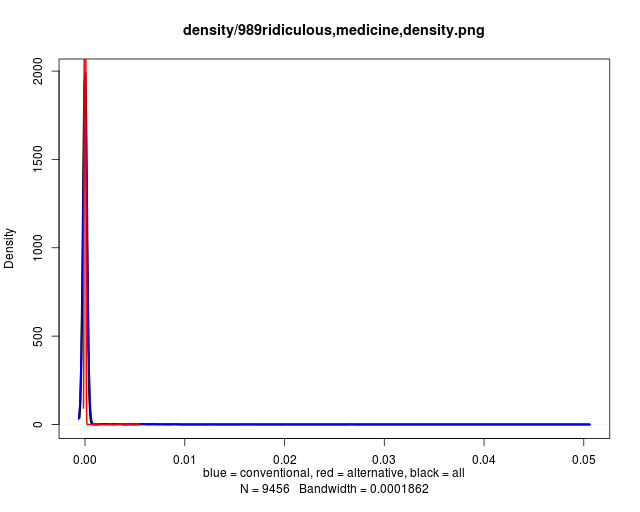 density/989ridiculous,medicine,density.png
2000
1500
1000
500
0
Density
0.00 0.01 0.02 0.03 0.04 0.05
blue = conventional, red = alternative, black = all
N = 9456 Bandwidth = 0.0001862